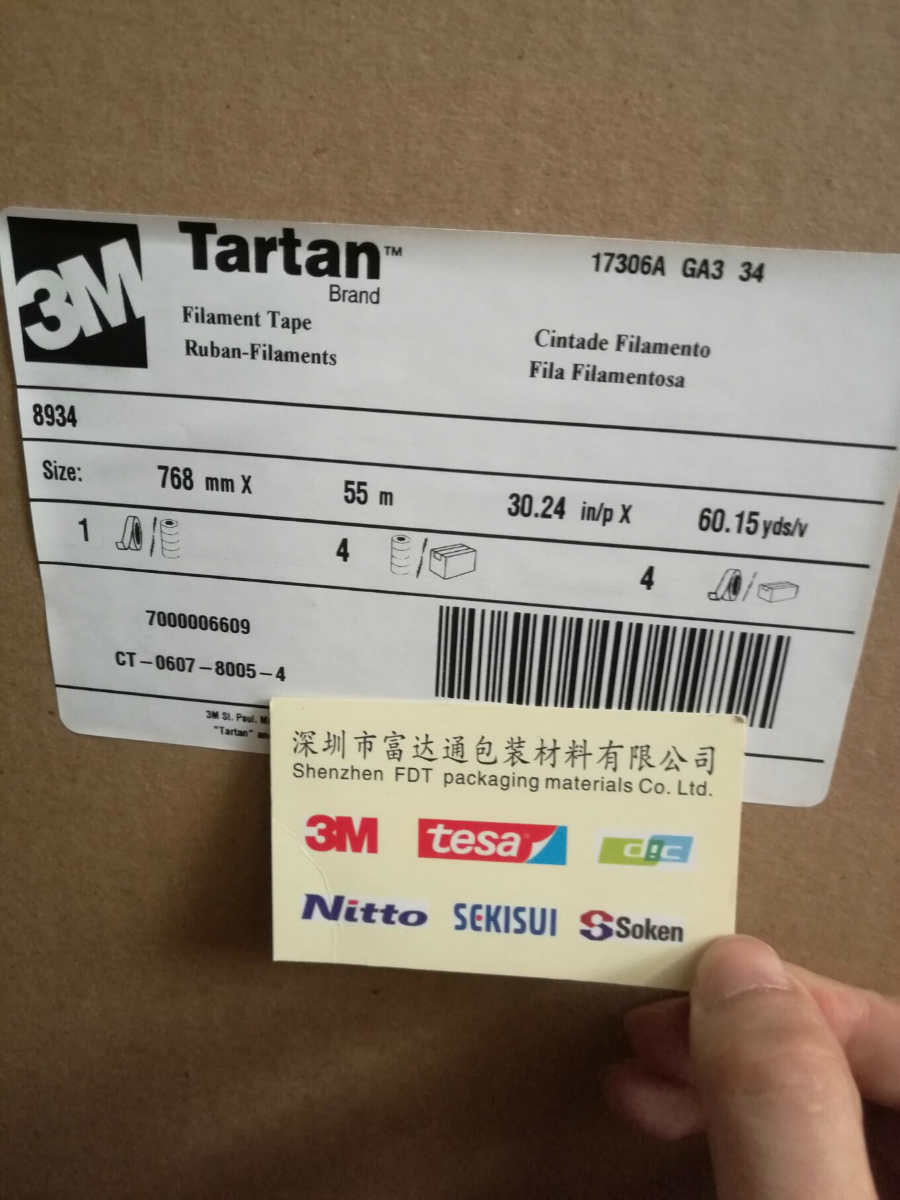 3M
Tartan™
Brand
17306A GA3 34
Filament Tape
Ruban-Filaments
Cintade Filamento
Fila Filamentosa
8934
Size: 768 mm X 55 m 30.24 in/p X 60.15 yds/v
1 / 4 / 4 /
7000006609
CT-0607-8005-4
3M St. Paul, M
"Tartan" an
深圳市富达通包装材料有限公司
Shenzhen FDT packaging materials Co. Ltd.
3M tesa dic
Nitto SEKISUI Soken